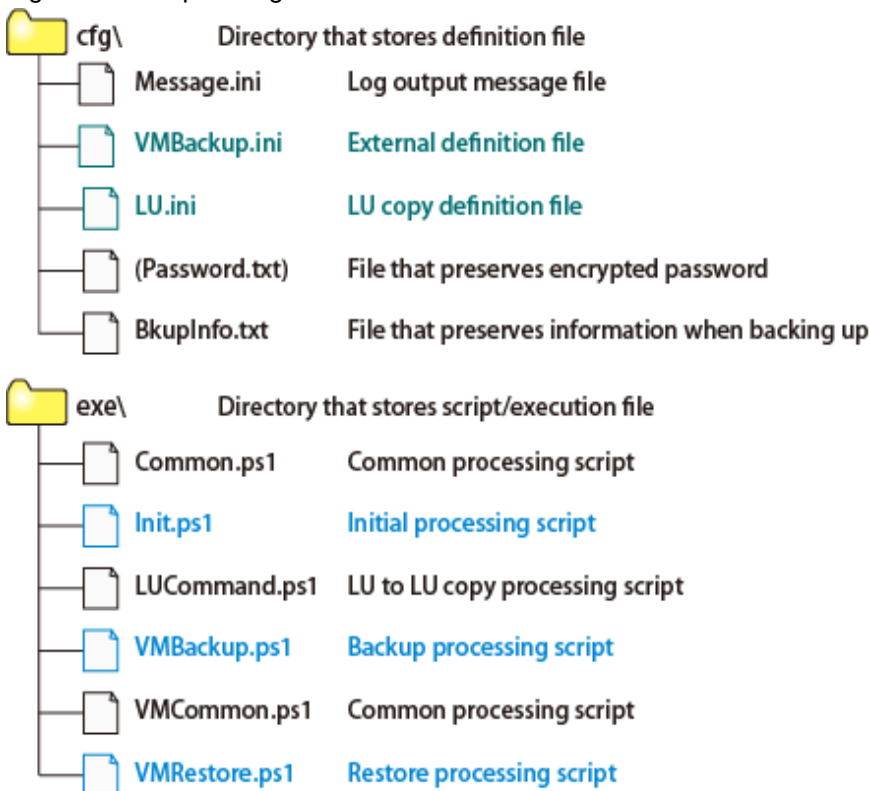 cfg\ Directory that stores definition file
Message.ini Log output message file
VMBackup.ini External definition file
LU.ini LU copy definition file
(Password.txt) File that preserves encrypted password
BkupInfo.txt File that preserves information when backing up
exe\ Directory that stores script/execution file
Common.ps1 Common processing script
Init.ps1 Initial processing script
LUCommand.ps1 LU to LU copy processing script
VMBackup.ps1 Backup processing script
VMCommon.ps1 Common processing script
VMRestore.ps1 Restore processing script